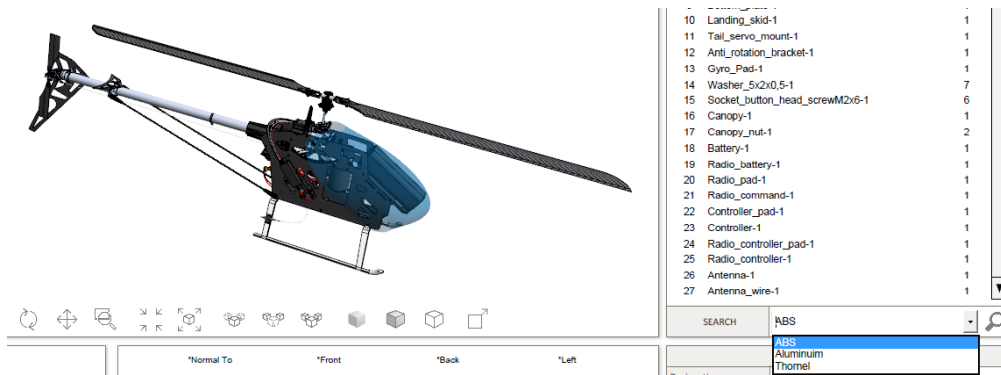 10 Landing_skid-1 1
11 Tail_servo_mount-1 1
12 Anti_rotation_bracket-1 1
13 Gyro_Pad-1 1
14 Washer_5x2x0,5-1 7
15 Socket_button_head_screwM2x6-1 6
16 Canopy-1 1
17 Canopy_nut-1 2
18 Battery-1 1
19 Radio_battery-1 1
20 Radio_pad-1 1
21 Radio_command-1 1
22 Controller_pad-1 1
23 Controller-1 1
24 Radio_controller_pad-1 1
25 Radio_controller-1 1
26 Antenna-1 1
27 Antenna_wire-1 1
SEARCH ABS
ABS
Aluminuim
Thornel
*Normal To *Front *Back *Left